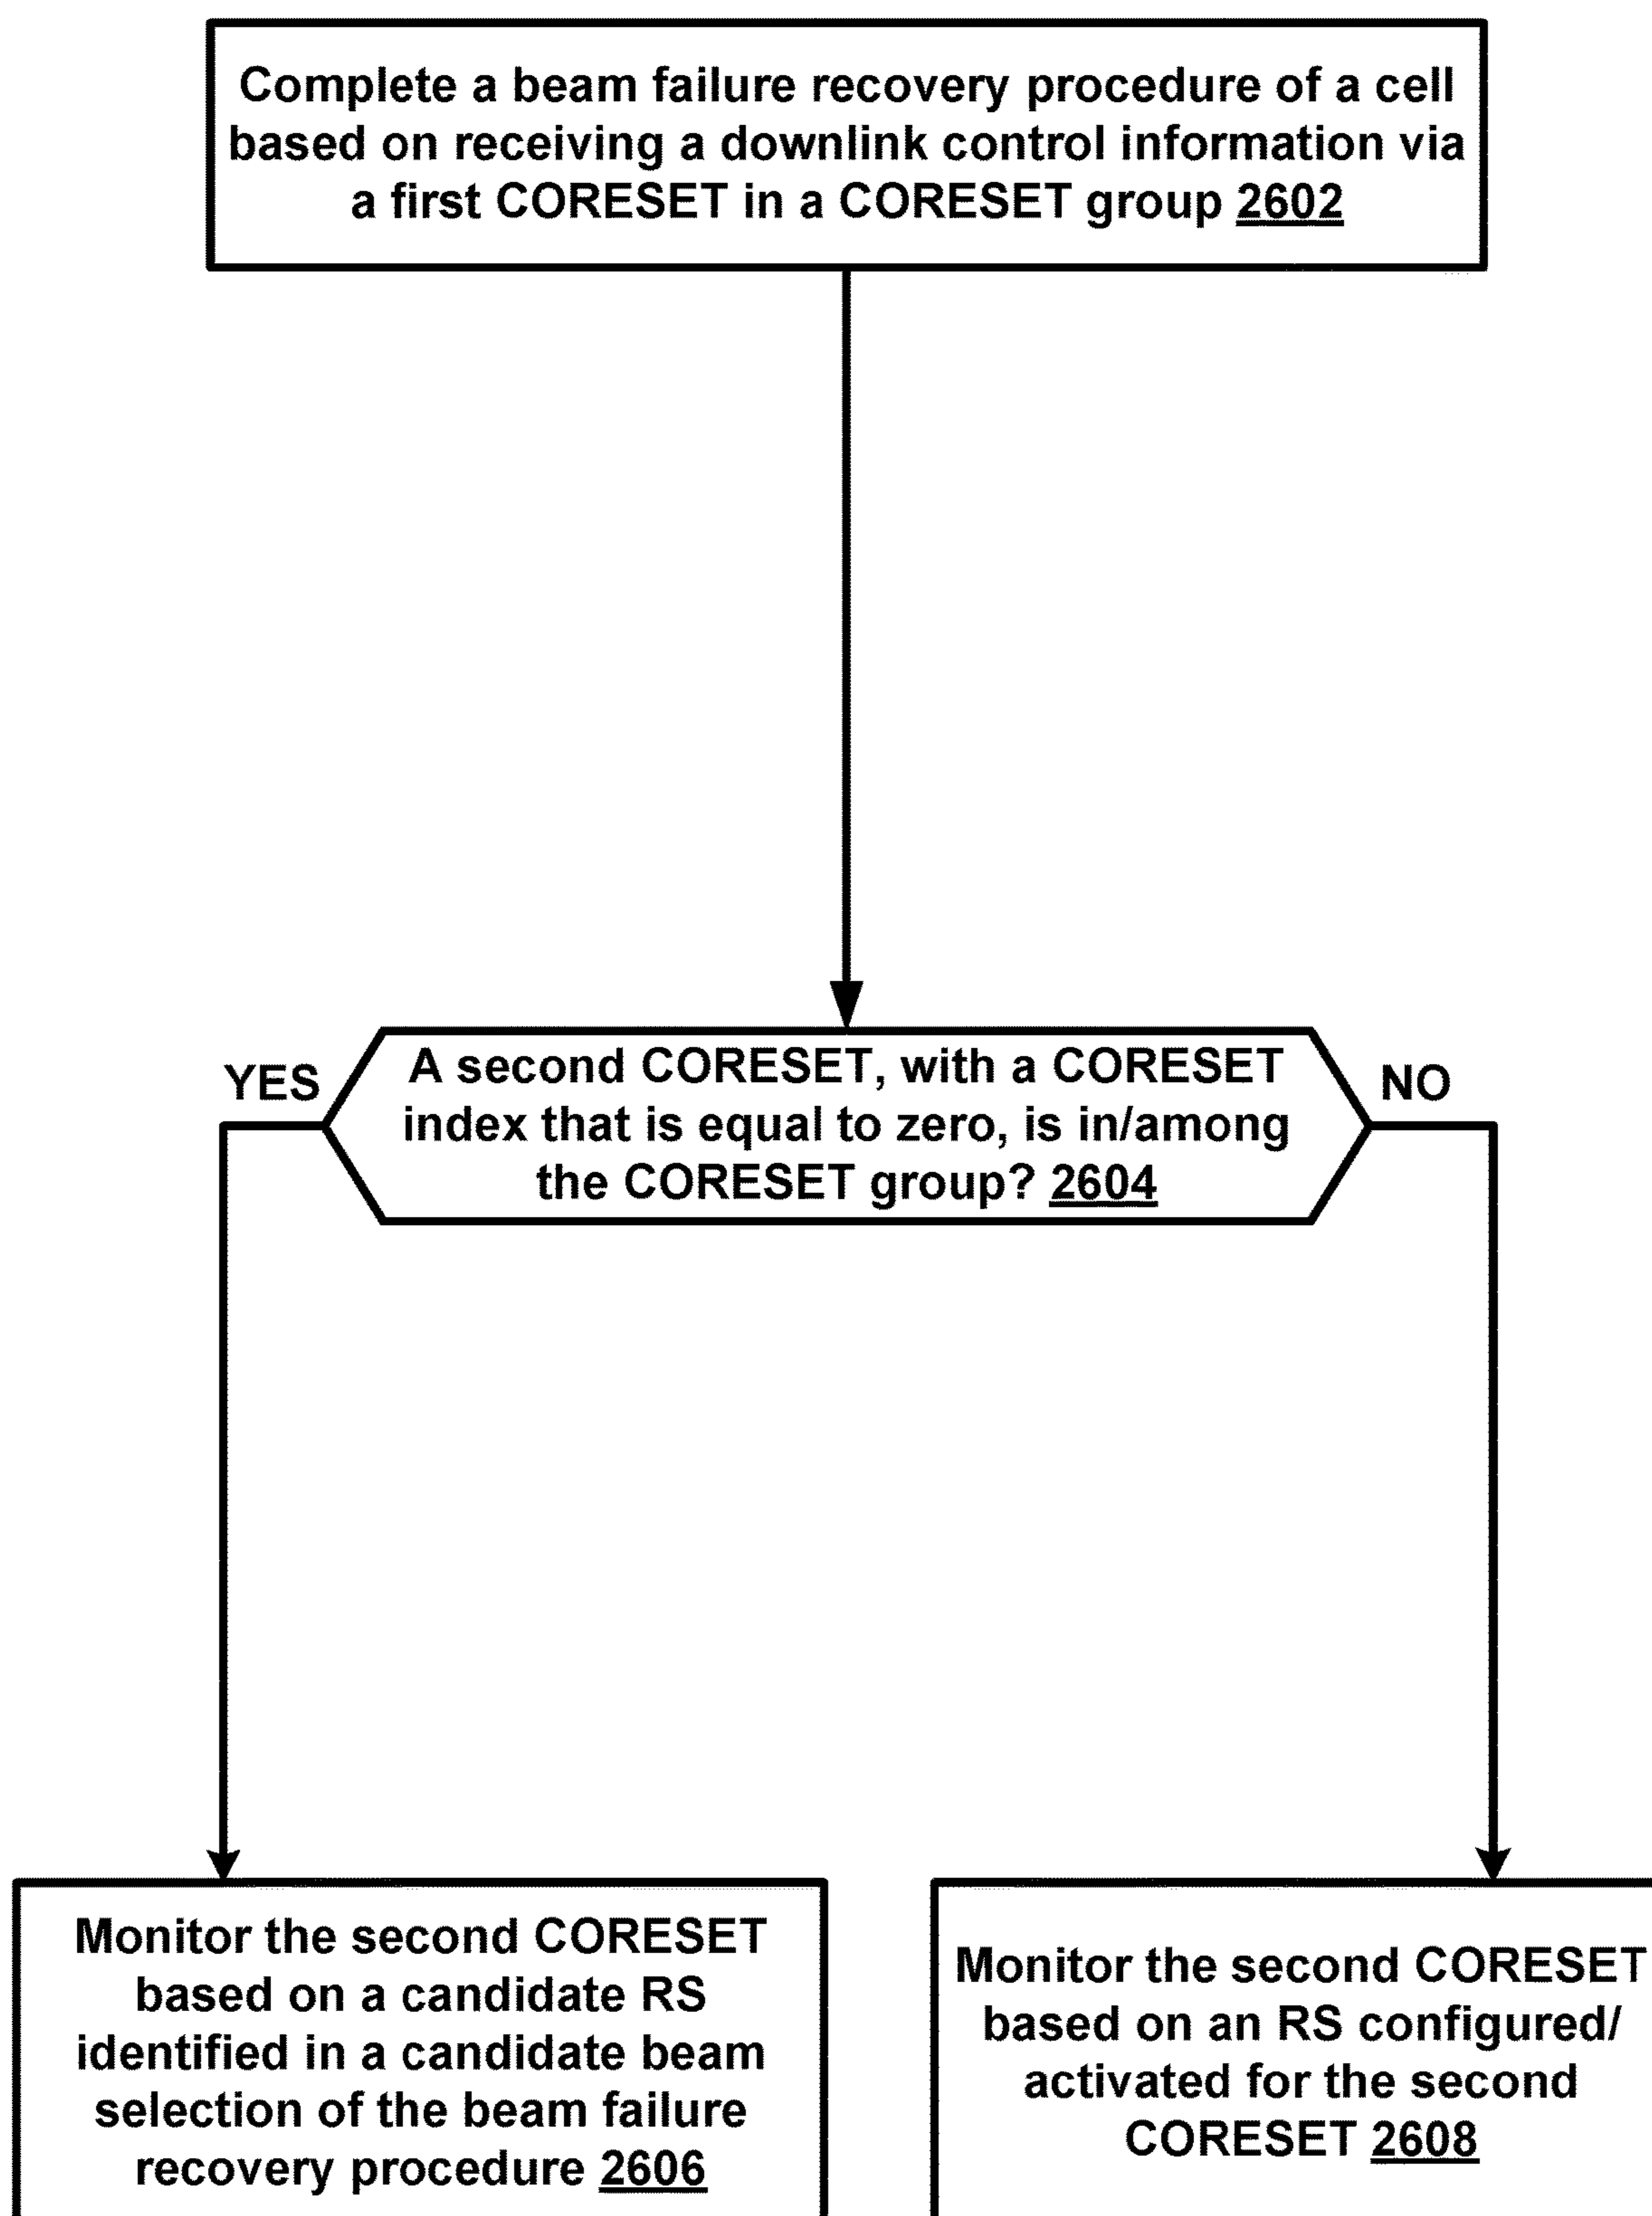 Complete a beam failure recovery procedure of a cell
based on receiving a downlink control information via
a first CORESET in a CORESET group 2602
YES
A second CORESET, with a CORESET
index that is equal to zero, is in/among
the CORESET group? 2604
NO
Monitor the second CORESET
based on a candidate RS
identified in a candidate beam
selection of the beam failure
recovery procedure 2606
Monitor the second CORESET
based on an RS configured/
activated for the second
CORESET 2608